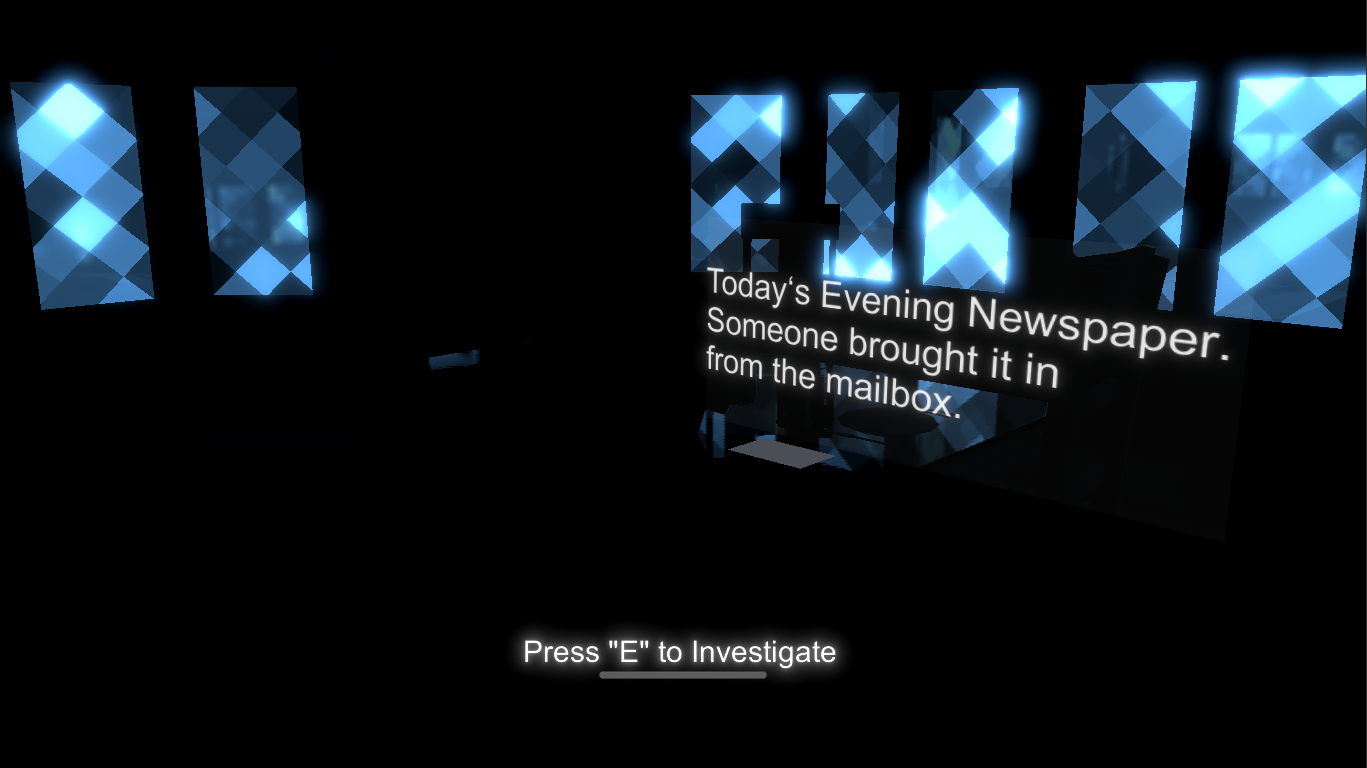 Today‘s Evening Newspaper.
Someone brought it in
from the mailbox.
Press "E" to Investigate